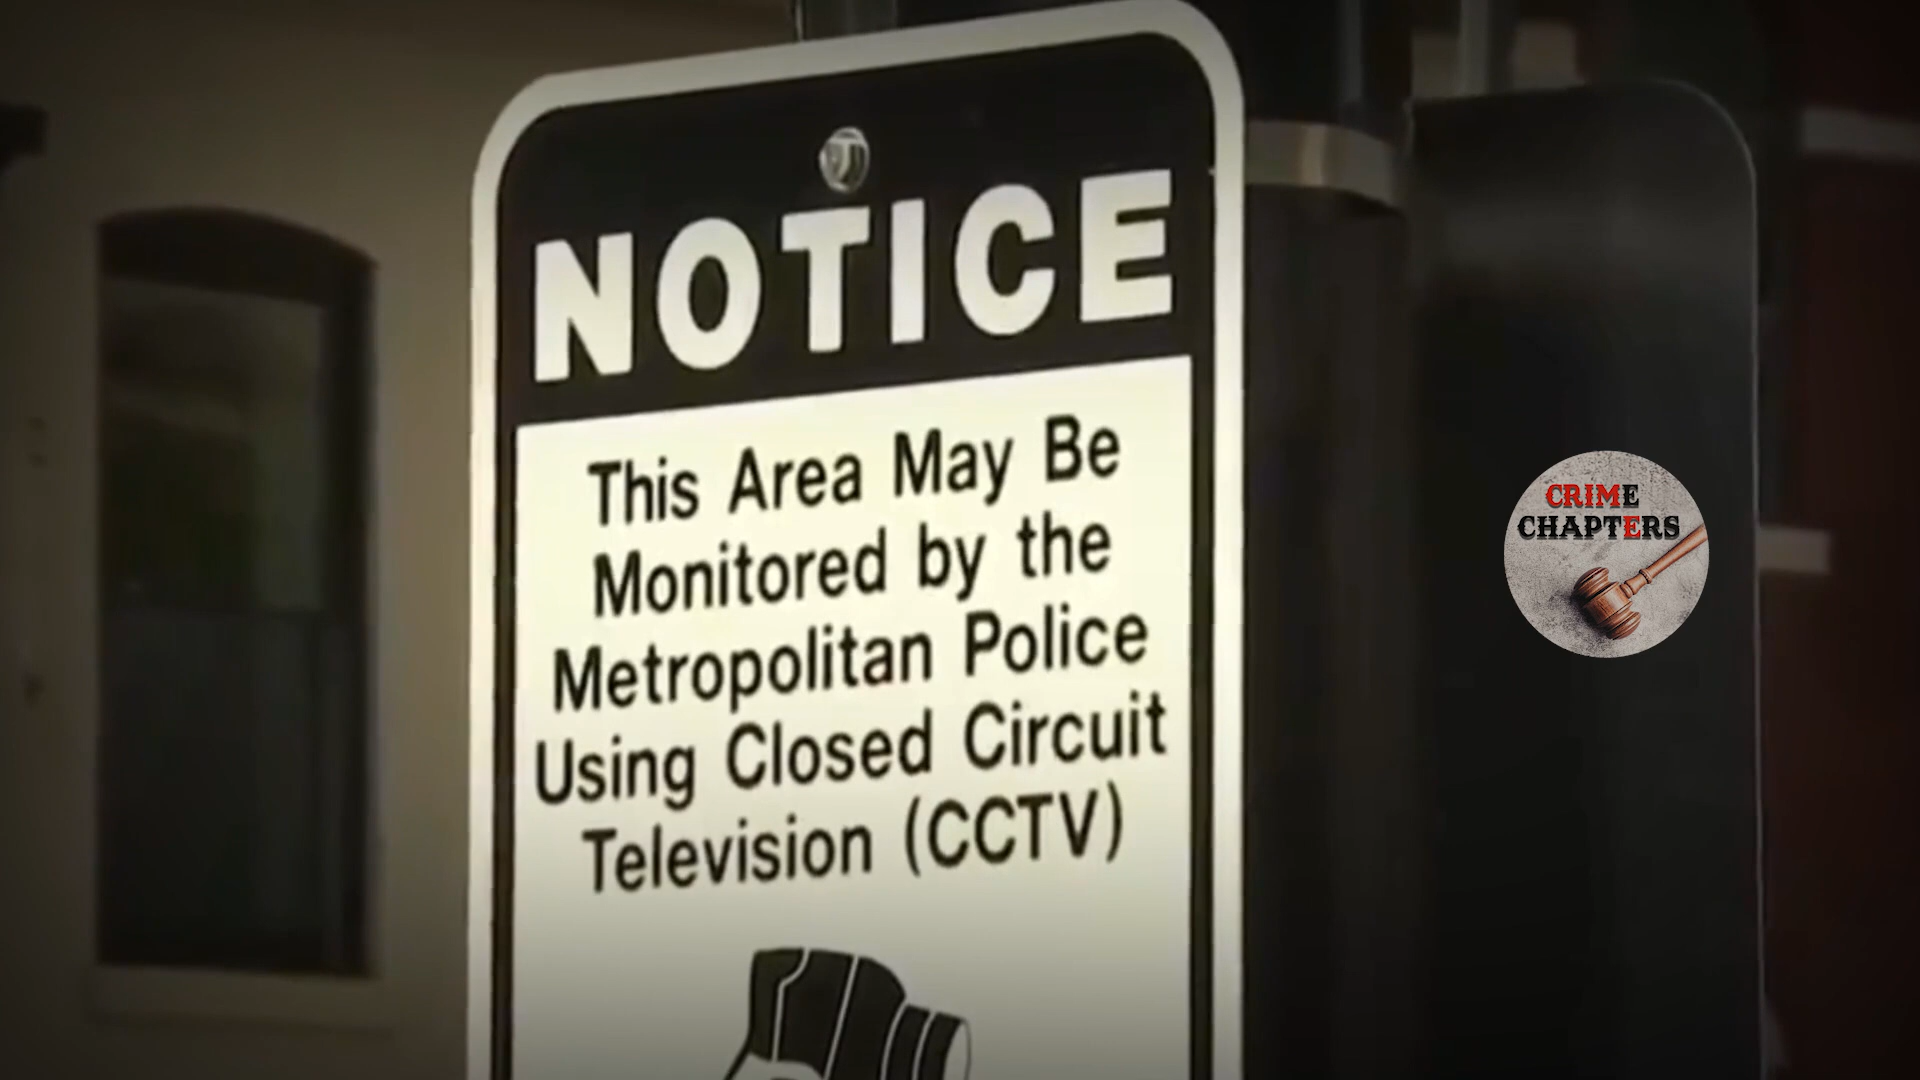 NOTICE
This Area May Be
Monitored by the
Metropolitan Police
Using Closed Circuit
Television (CCTV)
CRIME
CHAPTERS